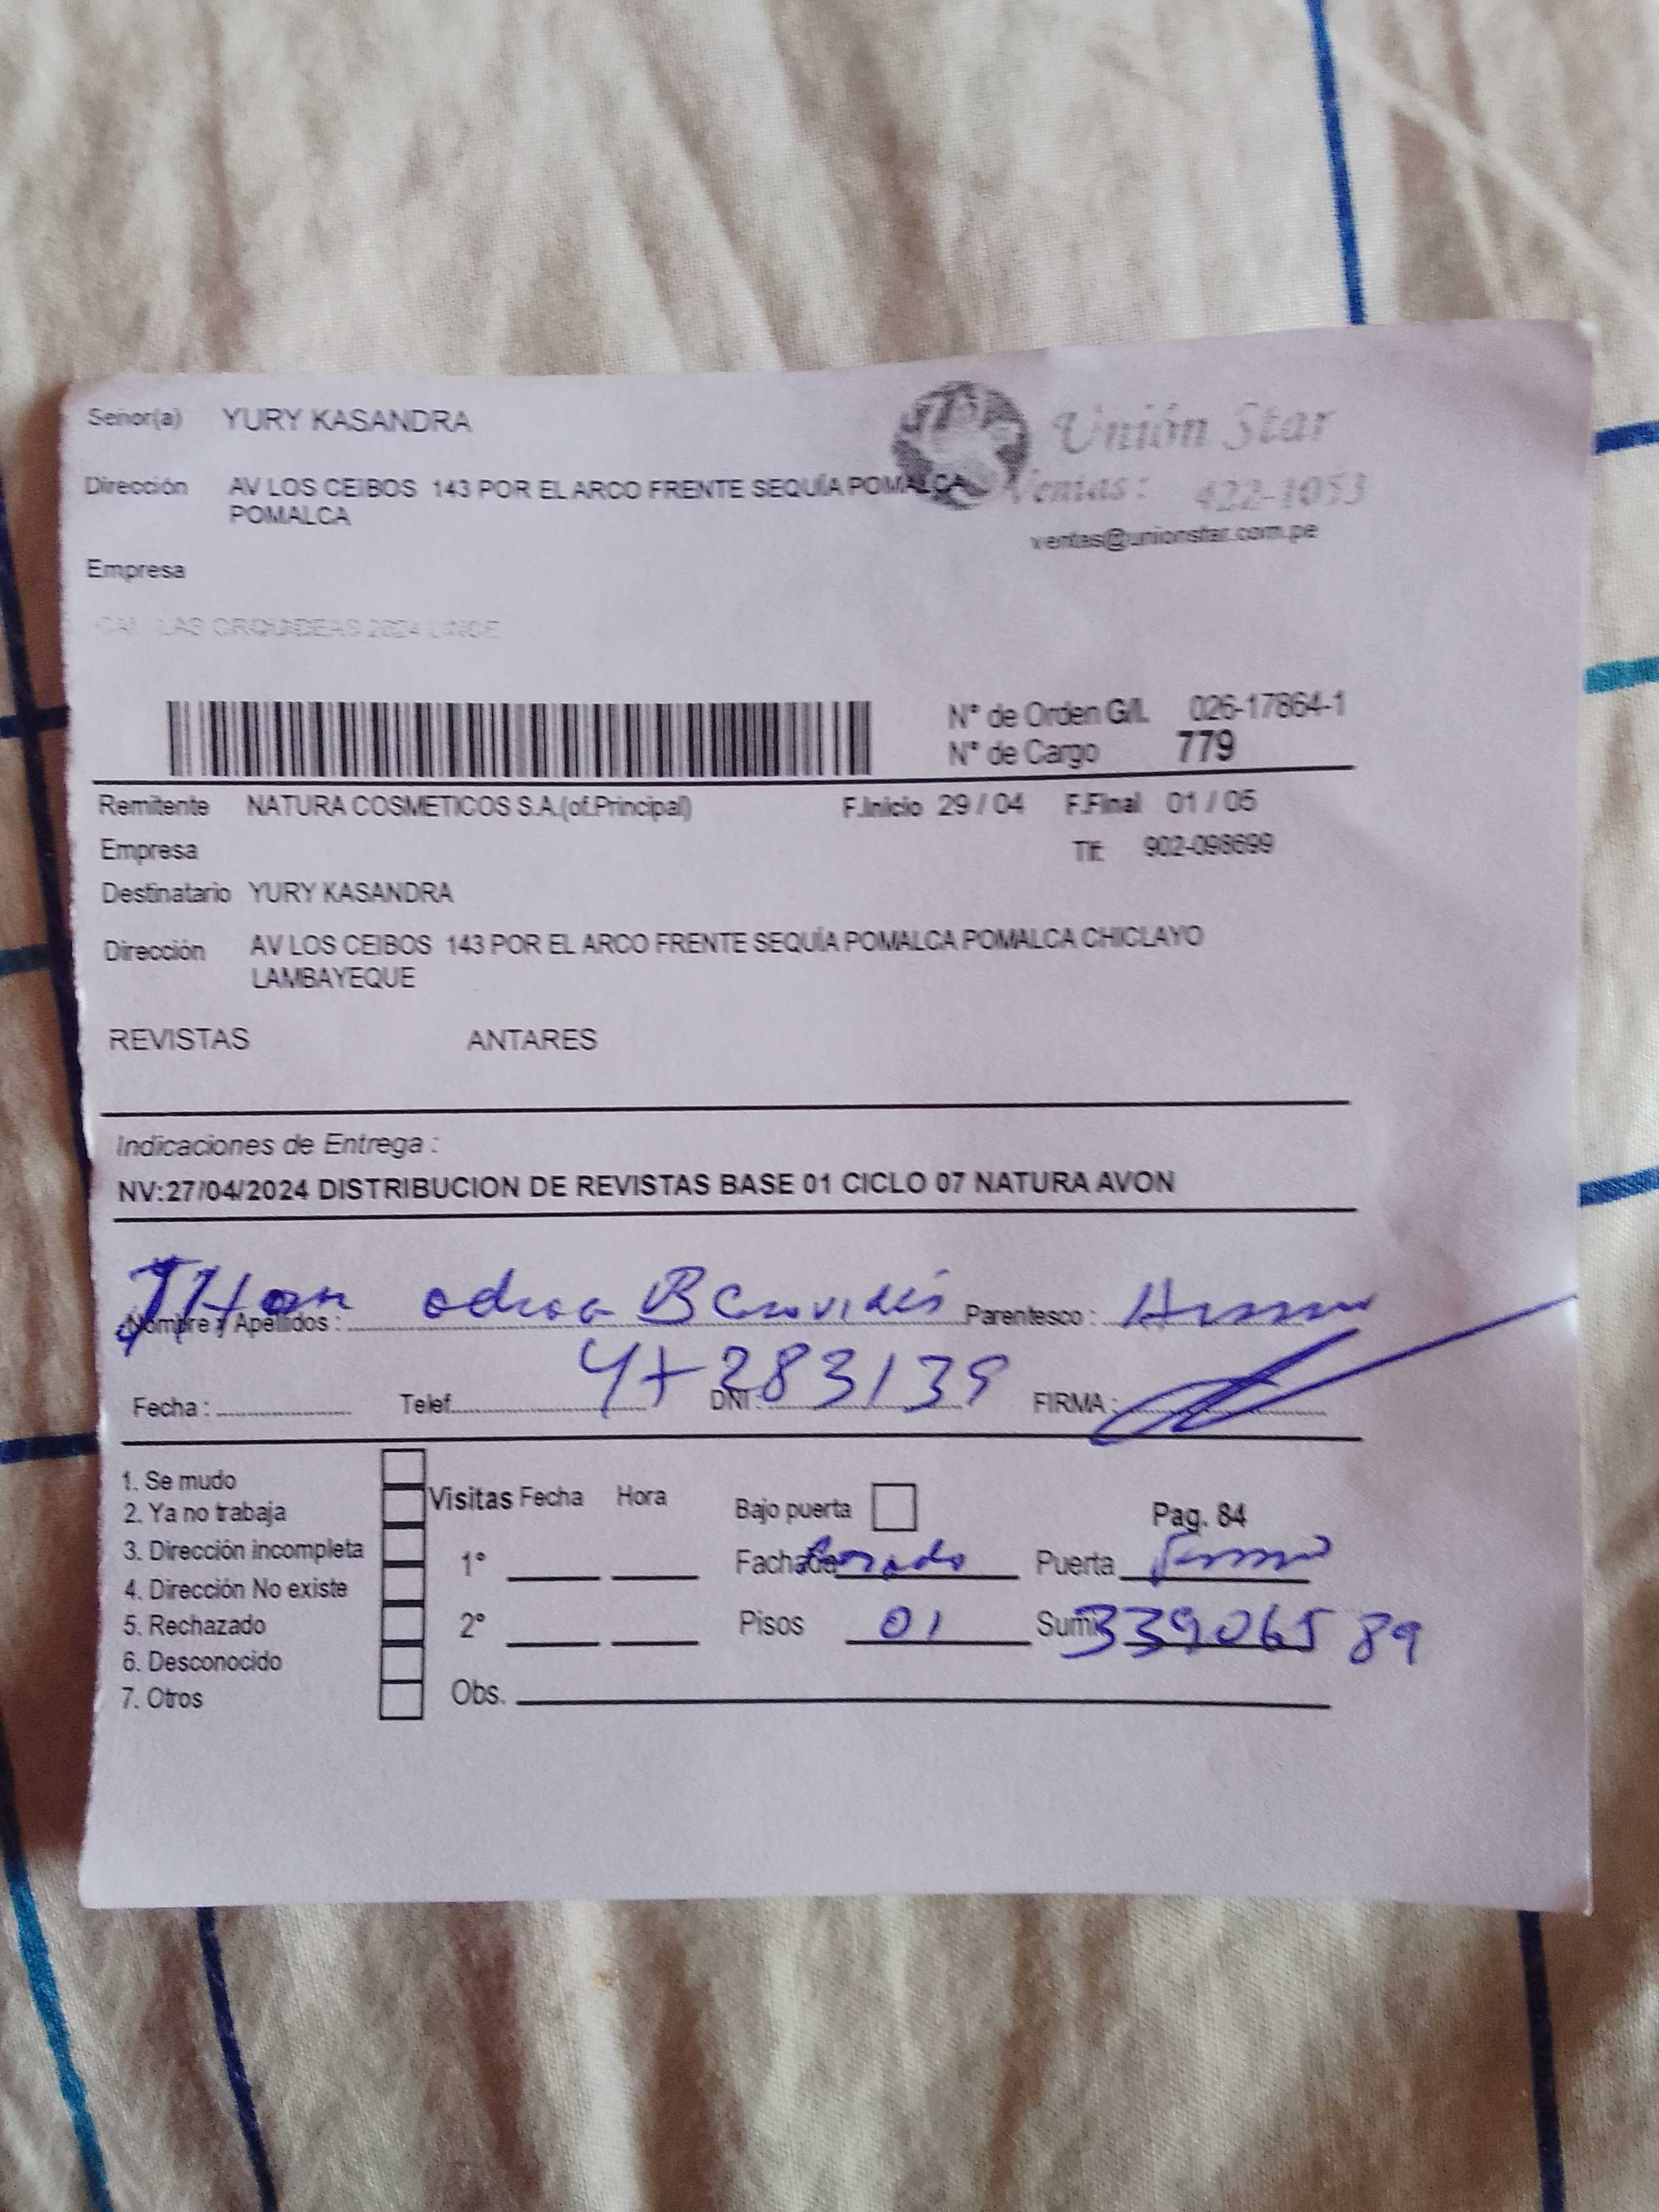 Señor(a) YURY KASANDRA
Unión Star
Dirección AV LOS CEIBOS 143 POR EL ARCO FRENTE SEQUÍA POMALCA
Ventas: 422-1053
POMALCA
ventas@unionstar.com.pe
Empresa
LAS ORQUIDEAS 2624
N° de Orden G/L 026-17864-1
N° de Cargo 779
Remitente NATURA COSMETICOS S.A.(of.Principal) F.Inicio 29 / 04 F.Final 01 / 05
Empresa Tlf: 902-098699
Destinatario YURY KASANDRA
Dirección AV LOS CEIBOS 143 POR EL ARCO FRENTE SEQUÍA POMALCA POMALCA CHICLAYO
LAMBAYEQUE
REVISTAS ANTARES
Indicaciones de Entrega :
NV:27/04/2024 DISTRIBUCION DE REVISTAS BASE 01 CICLO 07 NATURA AVON
Nombre y Apellidos : Parentesco :
Fecha : Telef. DNI : 47283139 FIRMA :
1. Se mudo
2. Ya no trabaja
3. Dirección incompleta
4. Dirección No existe
5. Rechazado
6. Desconocido
7. Otros
Visitas Fecha Hora
1°
2°
Obs.
Bajo puerta Pag. 84
Fachada Puerta
Pisos 01 Sumi 33906589